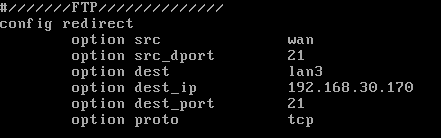 #///////FTP//////////////
config redirect
option src wan
option src_dport 21
option dest lan3
option dest_ip 192.168.30.170
option dest_port 21
option proto tcp